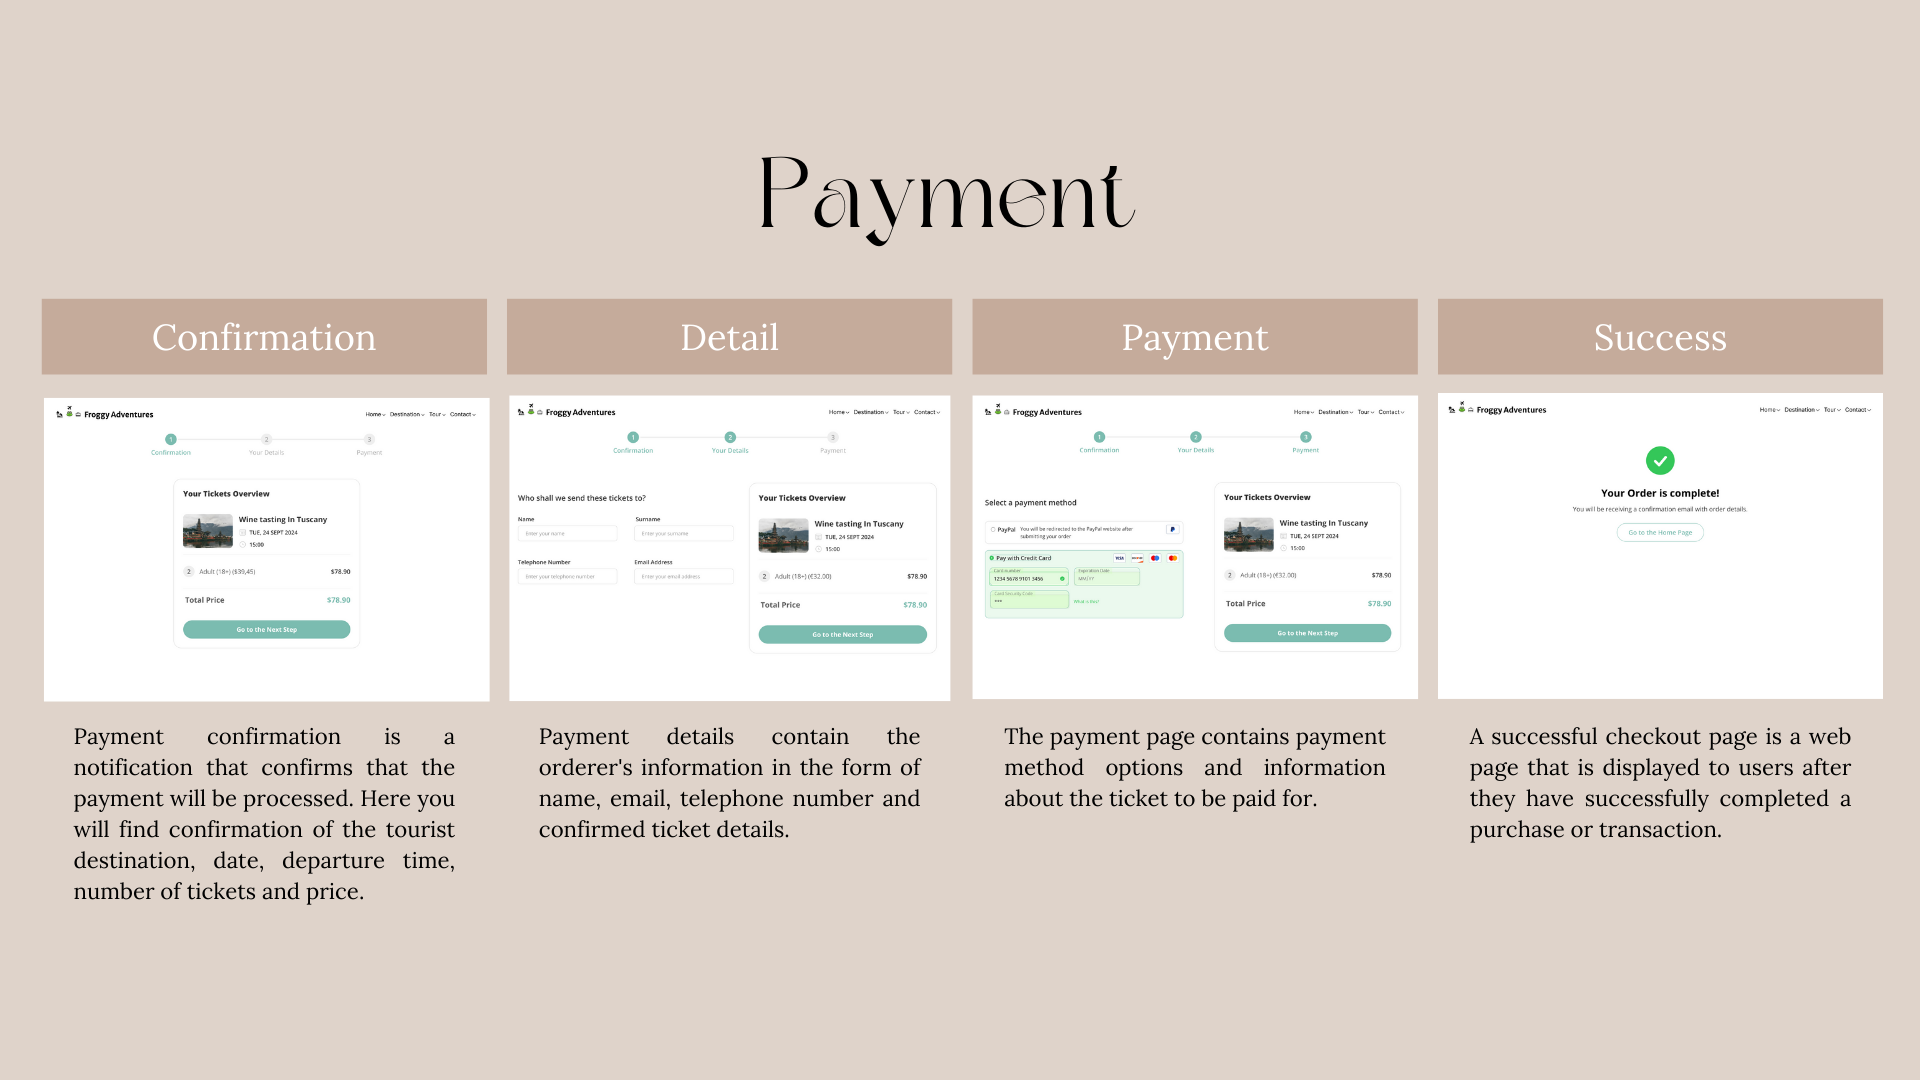 Payment
Confirmation
Froggy Adventures
Home Destination Tour Contact
1 2 3
Confirmation Your Details Payment
Your Tickets Overview
Wine tasting In Tuscany
TUE, 24 SEPT 2024
15:00
2 Adult (18+) ($39,45) $78.90
Total Price $78.90
Go to the Next Step
Payment confirmation is a
notification that confirms that the
payment will be processed. Here you
will find confirmation of the tourist
destination, date, departure time,
number of tickets and price.
Detail
Froggy Adventures
Home Destination Tour Contact
1 2 3
Confirmation Your Details Payment
Who shall we send these tickets to?
Name Surname
Enter your name Enter your surname
Telephone Number Email Address
Enter your telephone number Enter your email address
Your Tickets Overview
Wine tasting In Tuscany
TUE, 24 SEPT 2024
15:00
2 Adult (18+) (€32.00) $78.90
Total Price $78.90
Go to the Next Step
Payment details contain the
orderer's information in the form of
name, email, telephone number and
confirmed ticket details.
Payment
Froggy Adventures
Home Destination Tour Contact
1 2 3
Confirmation Your Details Payment
Select a payment method
PayPal You will be redirected to the PayPal website after
submitting your order
Pay with Credit Card VISA
Card number Expiration Date
1234 5678 9101 3456 MM/YY
Card Security Code
*** What is this?
Your Tickets Overview
Wine tasting In Tuscany
TUE, 24 SEPT 2024
15:00
2 Adult (18+) (€32.00) $78.90
Total Price $78.90
Go to the Next Step
The payment page contains payment
method options and information
about the ticket to be paid for.
Success
Froggy Adventures
Home Destination Tour Contact
Your Order is complete!
You will be receiving a confirmation email with order details.
Go to the Home Page
A successful checkout page is a web
page that is displayed to users after
they have successfully completed a
purchase or transaction.